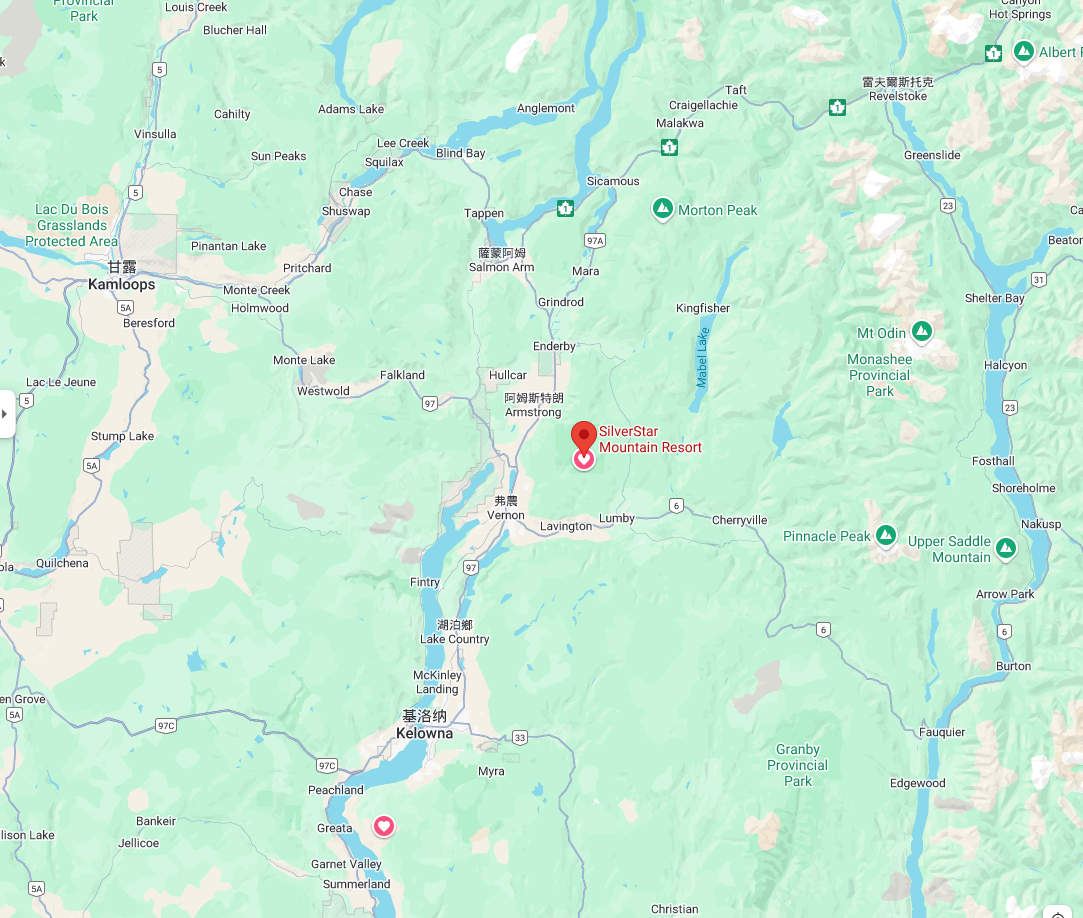 Provincial
Park
Louis Creek
Blucher Hall
Canyon
Hot Springs
1
Albert
5
Adams Lake
Anglemont
Taft
Craigellachie
Malakwa
1
雷夫爾斯托克
Revelstoke
Cahilty
Vinsulla
Lee Creek
Squilax
Blind Bay
1
Sun Peaks
Greenslide
5
Chase
Shuswap
Sicamous
Tappen
1
Morton Peak
23
Lac Du Bois
Grasslands
Protected Area
Pinantan Lake
97A
Beaton
薩蒙阿姆
Salmon Arm
Mara
甘露
Kamloops
Pritchard
Monte Creek
Holmwood
31
Shelter Bay
5A
Beresford
Grindrod
Kingfisher
Mt Odin
Enderby
Mabel Lake
Monashee
Provincial
Park
Monte Lake
Westwold
Falkland
Hullcar
Halcyon
Lac Le Jeune
5
97
阿姆斯特朗
Armstrong
23
Stump Lake
SilverStar
Mountain Resort
5A
Fosthall
Shoreholme
弗農
Vernon
Lavington
Lumby
6
Cherryville
Nakusp
Pinnacle Peak
Upper Saddle
Mountain
Quilchena
97
Fintry
Arrow Park
湖泊鄉
Lake Country
6
6
Burton
McKinley
Landing
en Grove
5A
97C
基洛納
Kelowna
33
Fauquier
97C
Myra
Granby
Provincial
Park
Peachland
Edgewood
Bankeir
Greata
lison Lake
Jellicoe
Garnet Valley
Summerland
5A
Christian